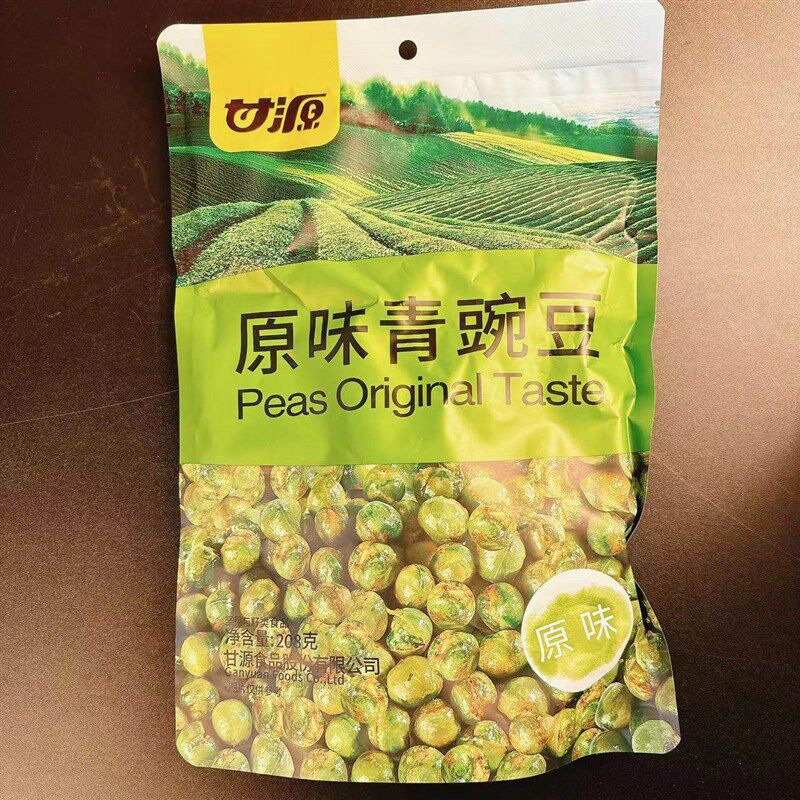 甘源
原味青豌豆
Peas Original Taste
原味
净含量:208克
甘源食品股份有限公司
Ganyuan Foods Co.,Ltd